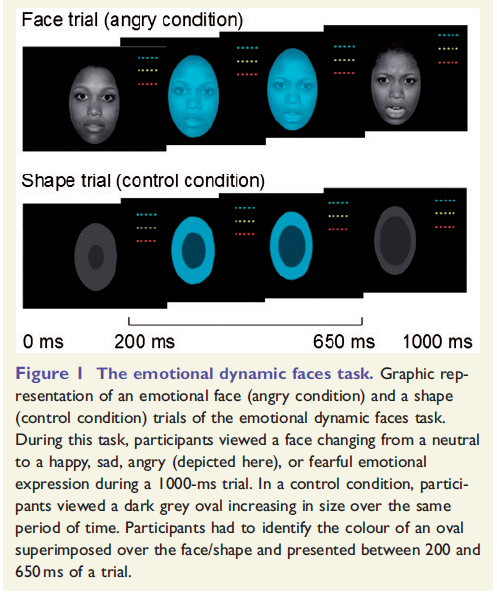 Face trial (angry condition)
Shape trial (control condition)
0 ms 200 ms 650 ms 1000 ms
Figure 1 The emotional dynamic faces task. Graphic rep-
resentation of an emotional face (angry condition) and a shape
(control condition) trials of the emotional dynamic faces task.
During this task, participants viewed a face changing from a neutral
to a happy, sad, angry (depicted here), or fearful emotional
expression during a 1000-ms trial. In a control condition, partici-
pants viewed a dark grey oval increasing in size over the same
period of time. Participants had to identify the colour of an oval
superimposed over the face/shape and presented between 200 and
650 ms of a trial.